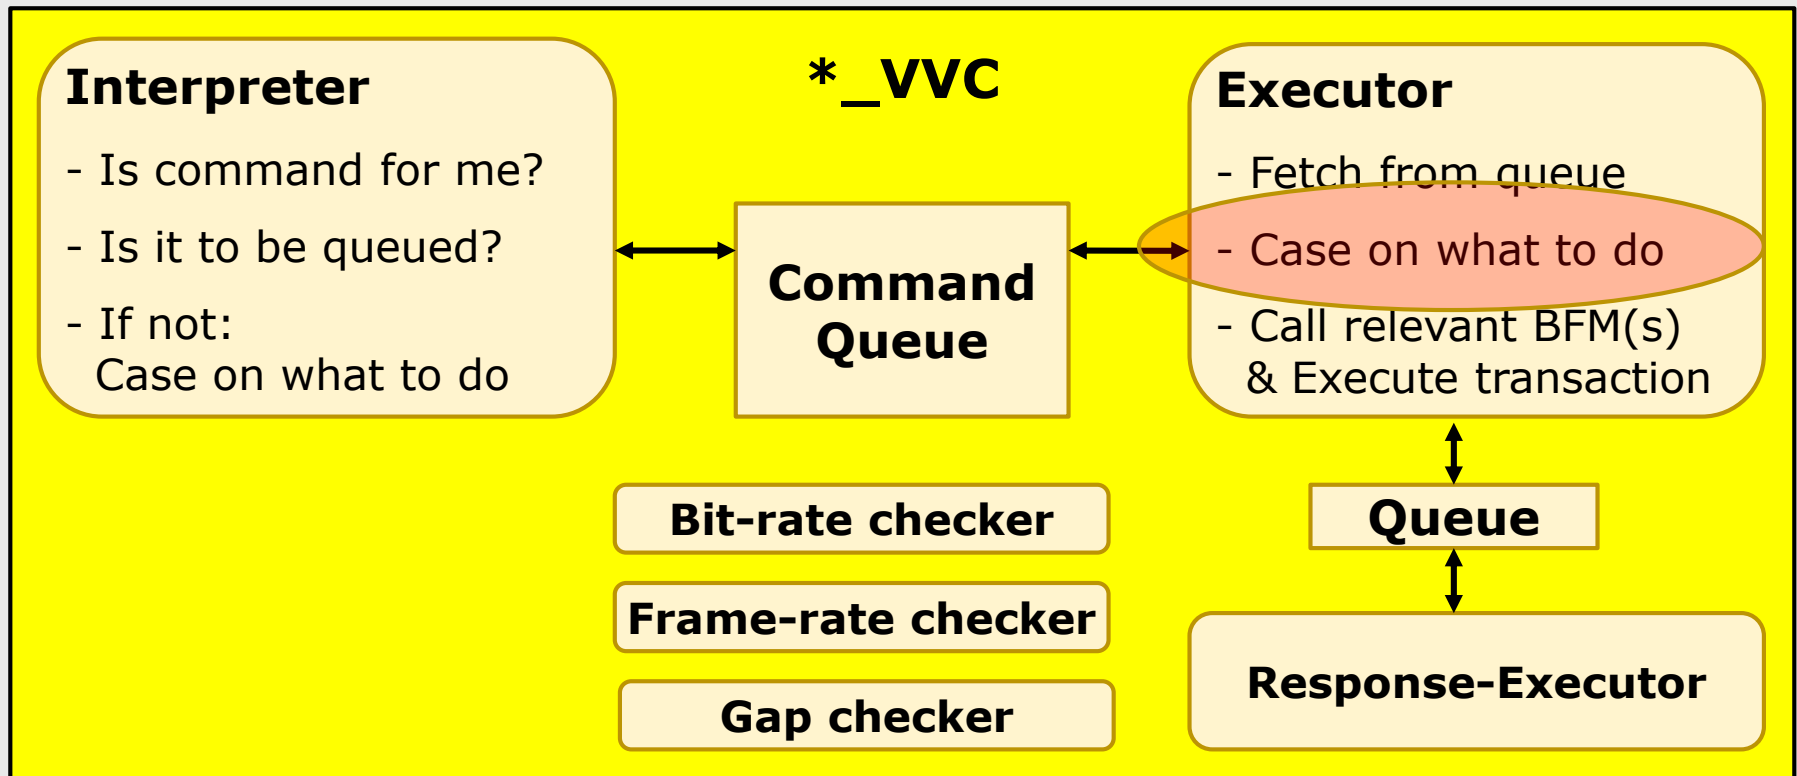 *_VVC
Interpreter
- Is command for me?
- Is it to be queued?
- If not:
Case on what to do
Command
Queue
Executor
- Fetch from queue
- Case on what to do
- Call relevant BFM(s)
& Execute transaction
Bit-rate checker
Frame-rate checker
Gap checker
Queue
Response-Executor